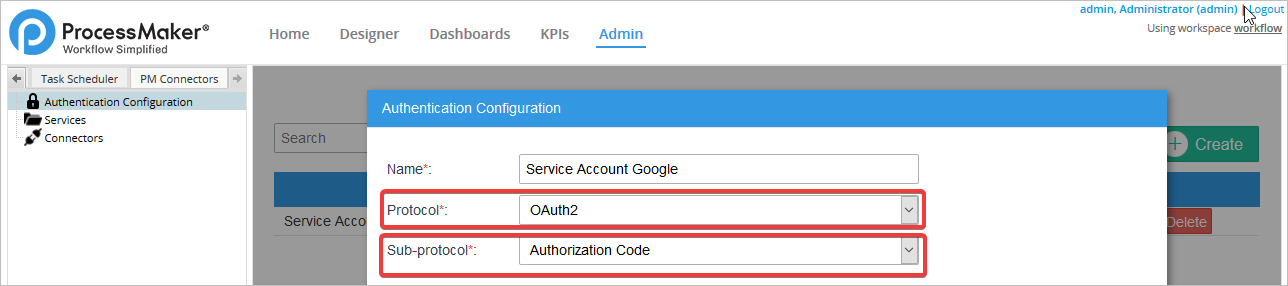 admin, Administrator (admin) | Logout
Using workspace workflow
ProcessMaker®
Workflow Simplified
Home Designer Dashboards KPIs Admin
Task Scheduler PM Connectors
Authentication Configuration
Services
Connectors
Authentication Configuration
Search
Create
Name*: Service Account Google
Protocol*: OAuth2
Service Acco
Delete
Sub-protocol*: Authorization Code